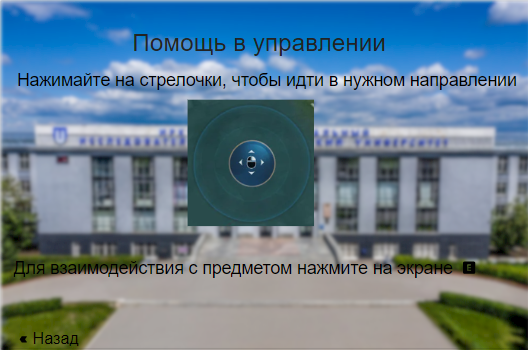 Помощь в управлении
Нажимайте на стрелочки, чтобы идти в нужном направлении
Для взаимодействия с предметом нажмите на экране E
« Назад